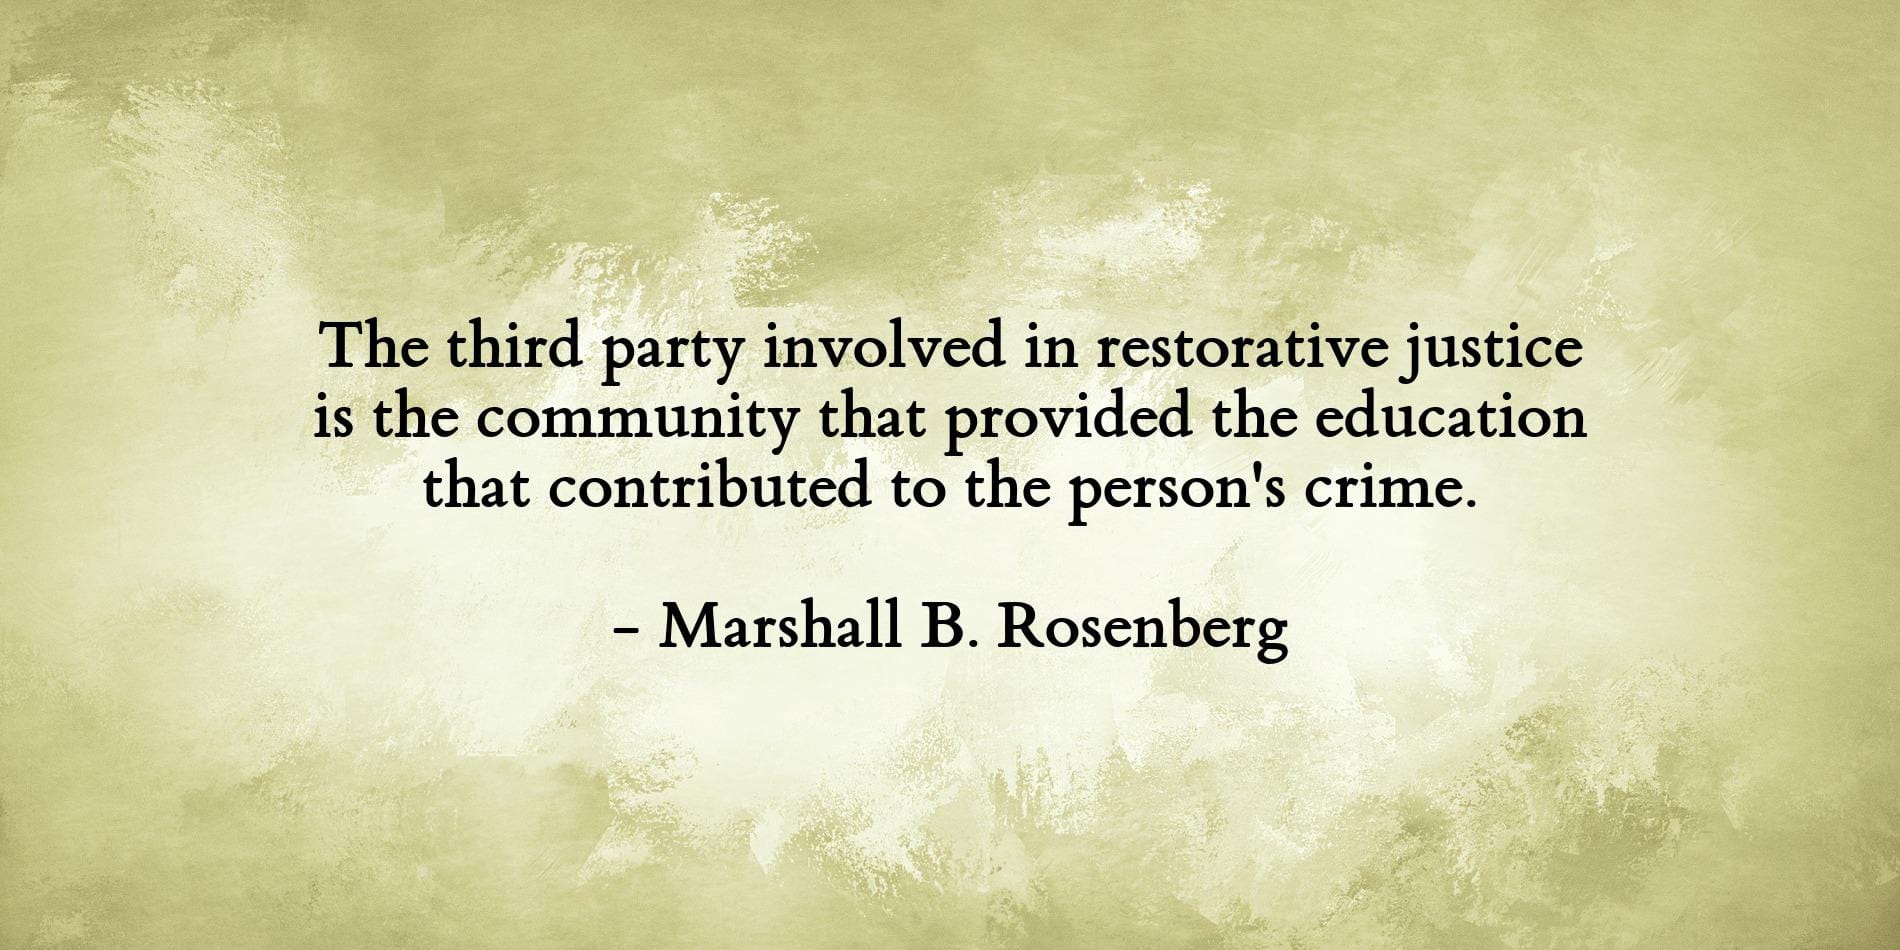 The third party involved in restorative justice
is the community that provided the education
that contributed to the person's crime.
- Marshall B. Rosenberg